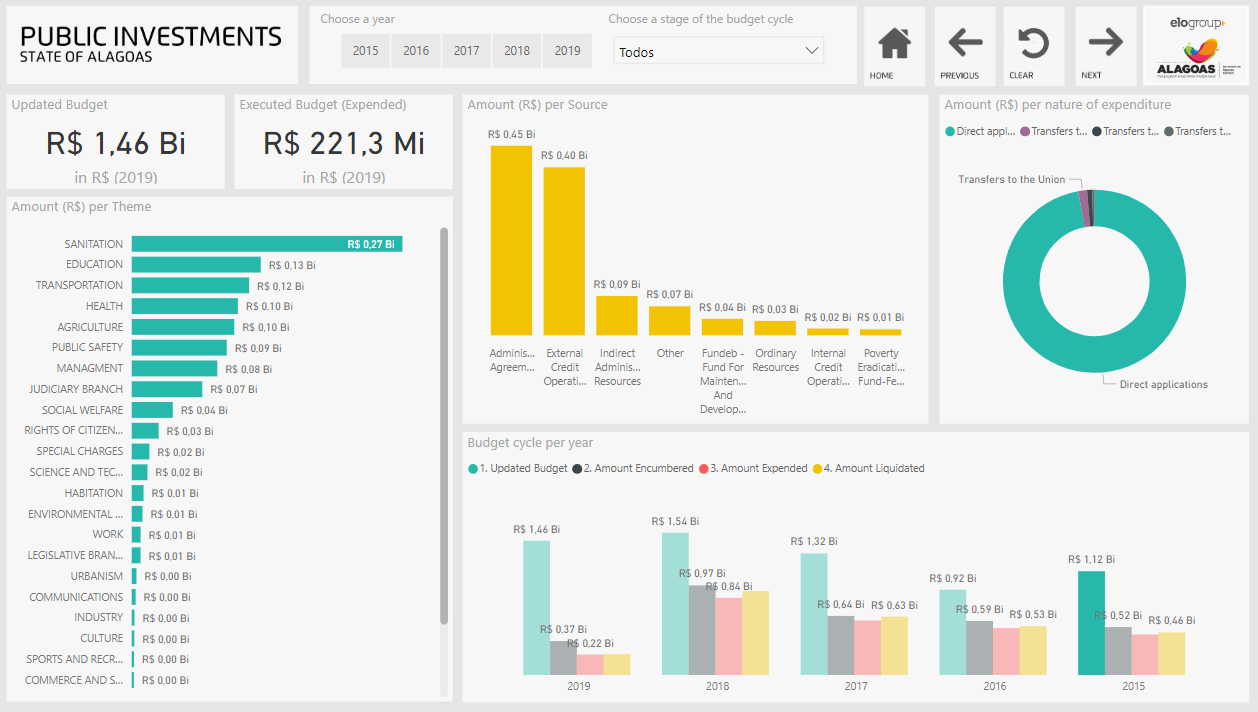 PUBLIC INVESTMENTS
STATE OF ALAGOAS
Choose a year
2015 2016 2017 2018 2019
Choose a stage of the budget cycle
Todos
HOME
PREVIOUS
CLEAR
NEXT
elogroup
ALAGOAS
Updated Budget
R$ 1,46 Bi
in R$ (2019)
Executed Budget (Expended)
R$ 221,3 Mi
in R$ (2019)
Amount (R$) per Theme
SANITATION R$ 0,27 Bi
EDUCATION R$ 0,13 Bi
TRANSPORTATION R$ 0,12 Bi
HEALTH R$ 0,10 Bi
AGRICULTURE R$ 0,10 Bi
PUBLIC SAFETY R$ 0,09 Bi
MANAGMENT R$ 0,08 Bi
JUDICIARY BRANCH R$ 0,07 Bi
SOCIAL WELFARE R$ 0,04 Bi
RIGHTS OF CITIZEN... R$ 0,03 Bi
SPECIAL CHARGES R$ 0,02 Bi
SCIENCE AND TEC... R$ 0,02 Bi
HABITATION R$ 0,01 Bi
ENVIRONMENTAL ... R$ 0,01 Bi
WORK R$ 0,01 Bi
LEGISLATIVE BRAN... R$ 0,01 Bi
URBANISM R$ 0,00 Bi
COMMUNICATIONS R$ 0,00 Bi
INDUSTRY R$ 0,00 Bi
CULTURE R$ 0,00 Bi
SPORTS AND RECR... R$ 0,00 Bi
COMMERCE AND S... R$ 0,00 Bi
Amount (R$) per Source
R$ 0,45 Bi
R$ 0,40 Bi
R$ 0,09 Bi
R$ 0,07 Bi
R$ 0,04 Bi
R$ 0,03 Bi
R$ 0,02 Bi
R$ 0,01 Bi
Adminis...
Agreem...
External
Credit
Operati...
Indirect
Adminis...
Resources
Other
Fundeb -
Fund For
Mainten...
And
Develop...
Ordinary
Resources
Internal
Credit
Operati...
Poverty
Eradicati...
Fund-Fe...
Amount (R$) per nature of expenditure
Direct appl... Transfers t... Transfers t... Transfers t...
Transfers to the Union
Direct applications
Budget cycle per year
1. Updated Budget 2. Amount Encumbered 3. Amount Expended 4. Amount Liquidated
R$ 1,46 Bi
R$ 0,37 Bi
R$ 0,22 Bi
R$ 1,54 Bi
R$ 0,97 Bi
R$ 0,84 Bi
R$ 1,32 Bi
R$ 0,64 Bi
R$ 0,63 Bi
R$ 0,92 Bi
R$ 0,59 Bi
R$ 0,53 Bi
R$ 1,12 Bi
R$ 0,52 Bi
R$ 0,46 Bi
2019 2018 2017 2016 2015